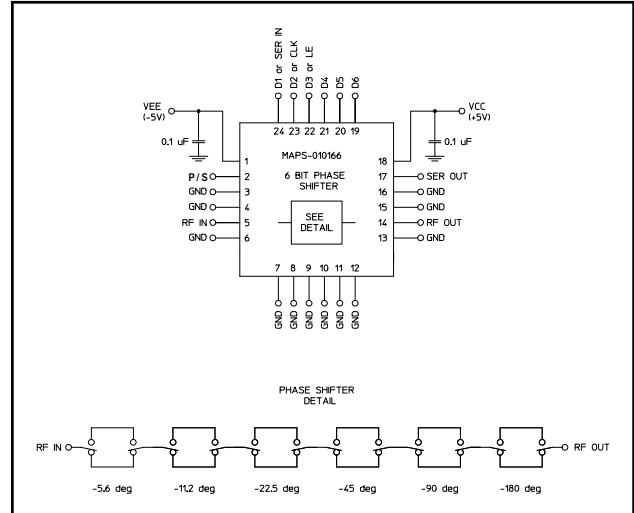 D1 or SER IN
D2 or CLK
D3 or LE
D4
D5
D6
VEE
(-5V)
VCC
(+5V)
0.1 uF
0.1 uF
24 23 22 21 20 19
MAPS-010166
6 BIT PHASE
SHIFTER
SEE
DETAIL
1
P/S 2
GND 3
GND 4
RF IN 5
GND 6
18
17 SER OUT
16 GND
15 GND
14 RF OUT
13 GND
7 8 9 10 11 12
GND GND GND GND GND GND
PHASE SHIFTER
DETAIL
RF IN
RF OUT
-5.6 deg -11.2 deg -22.5 deg -45 deg -90 deg -180 deg